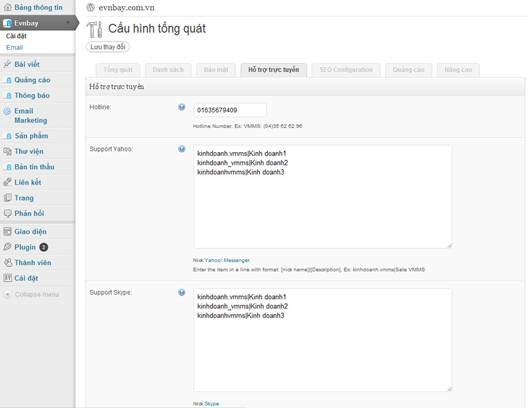 Bảng thông tin
Evnbay
Cài đặt
Email
Bài viết
Quảng cáo
Thông báo
Email
Marketing
Sản phẩm
Thư viện
Bản tin thầu
Liên kết
Trang
Phản hồi
Giao diện
Plugin 2
Thành viên
Cài đặt
Collapse menu
evnbay.com.vn
Cấu hình tổng quát
Lưu thay đổi
Tổng quát
Danh sách
Bảo mật
Hỗ trợ trực tuyến
SEO Configuration
Quảng cáo
Nâng cao
Hỗ trợ trực tuyến
Hotline:
01635679409
Hotline Number. Ex: VMMS: (04)35 62 62 96
Support Yahoo:
kinhdoanh.vmms|Kinh doanh1
kinhdoanh_vmms|Kinh doanh2
kinhdoanhvmms|Kinh doanh3
Nick Yahoo! Messenger.
Enter the item in a line with format: [nick name]|[Description]. Ex: kinhdoanh.vmms|Sale VMMS
Support Skype:
kinhdoanh.vmms|Kinh doanh1
kinhdoanh_vmms|Kinh doanh2
kinhdoanhvmms|Kinh doanh3
Nick Skype.